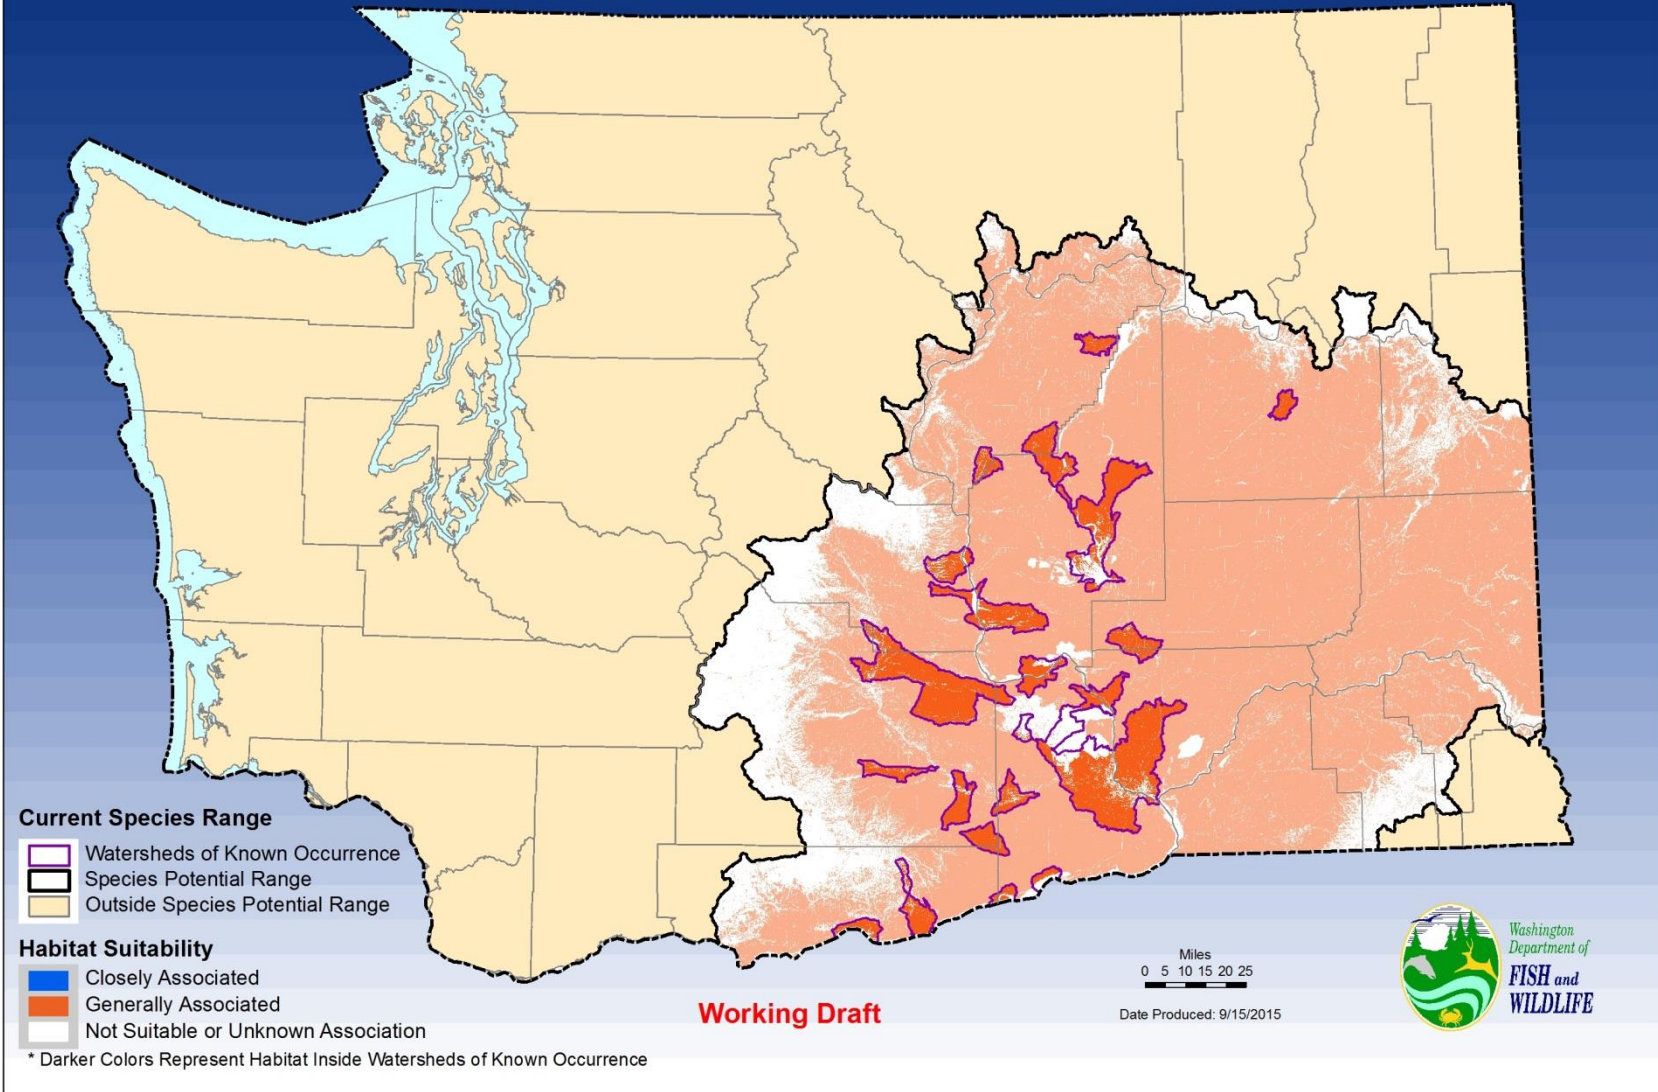 Current Species Range
Watersheds of Known Occurrence
Species Potential Range
Outside Species Potential Range
Habitat Suitability
Closely Associated
Generally Associated
Not Suitable or Unknown Association
* Darker Colors Represent Habitat Inside Watersheds of Known Occurrence
Working Draft
Miles
0 5 10 15 20 25
Date Produced: 9/15/2015
Washington
Department of
FISH and
WILDLIFE